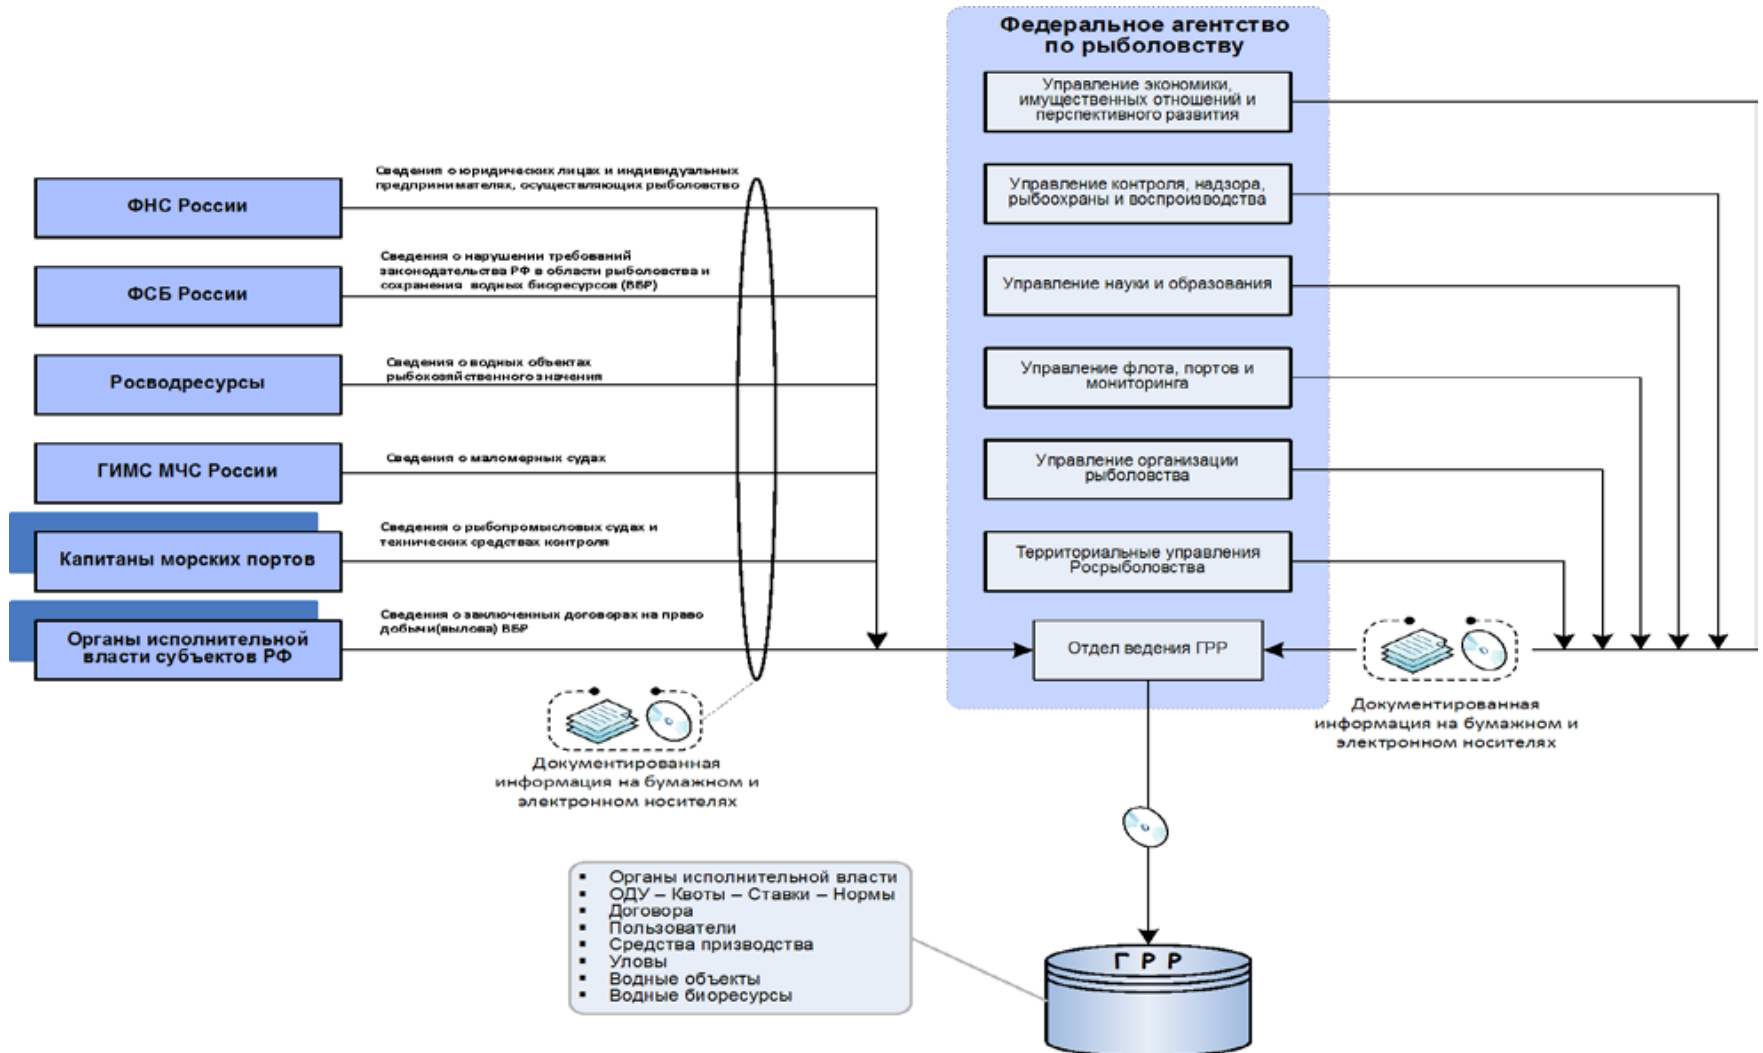 Федеральное агентство
по рыболовству
Управление экономики,
имущественных отношений и
перспективного развития
Управление контроля, надзора,
рыбоохраны и воспроизводства
Управление науки и образования
Управление флота, портов и
мониторинга
Управление организации
рыболовства
Территориальные управления
Росрыболовства
Отдел ведения ГРР
ФНС России
Сведения о юридических лицах и индивидуальных
предпринимателях, осуществляющих рыболовство
ФСБ России
Сведения о нарушении требований
законодательства РФ в области рыболовства и
сохранения водных биоресурсов (ВБР)
Росводресурсы
Сведения о водных объектах
рыбохозяйственного значения
ГИМС МЧС России
Сведения о маломерных судах
Капитаны морских портов
Сведения о рыбопромысловых судах и
технических средствах контроля
Органы исполнительной
власти субъектов РФ
Сведения о заключенных договорах на право
добычи(вылова) ВБР
Документированная
информация на бумажном и
электронном носителях
Документированная
информация на бумажном и
электронном носителях
Органы исполнительной власти
ОДУ – Квоты – Ставки – Нормы
Договора
Пользователи
Средства призводства
Уловы
Водные объекты
Водные биоресурсы
Г Р Р